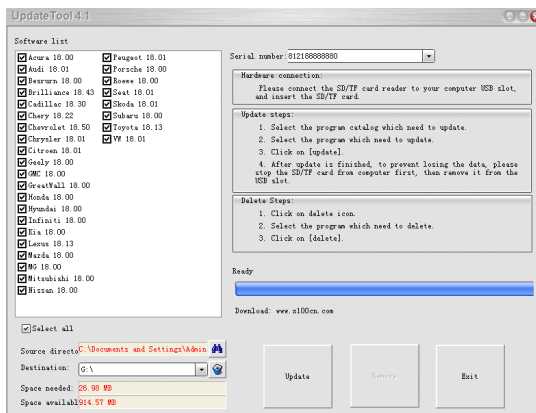 UpdateTool 4.1
Software list
Acura 18.00
Audi 18.01
Besturn 18.00
Brilliance 18.43
Cadillac 18.30
Chery 18.22
Chevrolet 18.50
Chrysler 18.01
Citroen 18.01
Geely 18.00
GMC 18.00
GreatWall 18.00
Honda 18.00
Hyundai 18.00
Infiniti 18.00
Kia 18.00
Lexus 18.13
Mazda 18.00
MG 18.00
Mitsubishi 18.00
Nissan 18.00
Peugeot 18.01
Porsche 18.00
Roewe 18.00
Seat 18.01
Skoda 18.01
Subaru 18.00
Toyota 18.13
VW 18.01
Select all
Source directo C:\Documents and Settings\Admin
Destination: G:\
Space needed: 26.98 MB
Space availabl 914.57 MB
Serial number: 812188888880
Hardware connection:
Please connect the SD/TF card reader to your computer USB slot,
and insert the SD/TF card.
Update steps:
1. Select the program catalog which need to update.
2. Select the program which need to update.
3. Click on [update].
4. After update is finished, to prevent losing the data, please
stop the SD/TF card from computer first, then remove it from the
USB slot.
Delete Steps:
1. Click on delete icon.
2. Select the program which need to delete.
3. Click on [delete].
Ready
Download: www.x100cn.com
Update
Remove
Exit